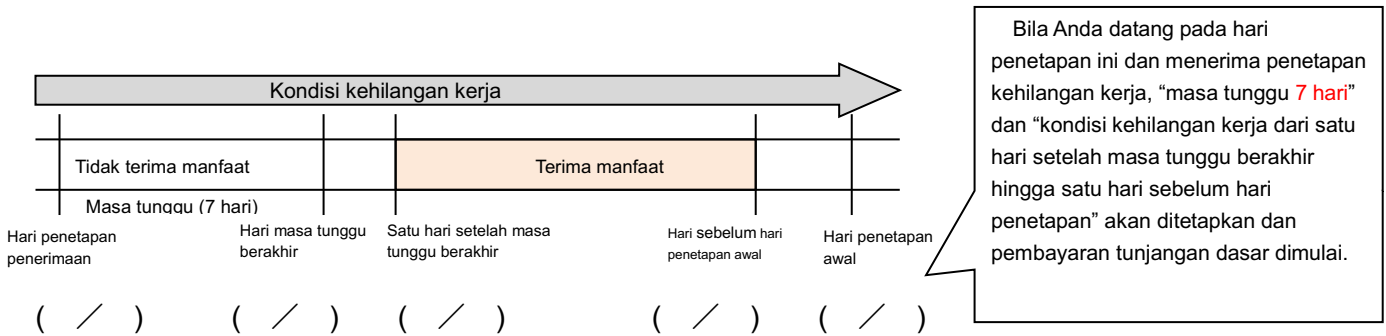 Kondisi kehilangan kerja
Tidak terima manfaat
Terima manfaat
Masa tunggu (7 hari)
Hari penetapan
penerimaan
Hari masa tunggu
berakhir
Satu hari setelah masa
tunggu berakhir
Hari sebelum hari
penetapan awal
Hari penetapan
awal
( ／ )
( ／ )
( ／ )
( ／ )
( ／ )
Bila Anda datang pada hari
penetapan ini dan menerima penetapan
kehilangan kerja, “masa tunggu 7 hari”
dan “kondisi kehilangan kerja dari satu
hari setelah masa tunggu berakhir
hingga satu hari sebelum hari
penetapan” akan ditetapkan dan
pembayaran tunjangan dasar dimulai.